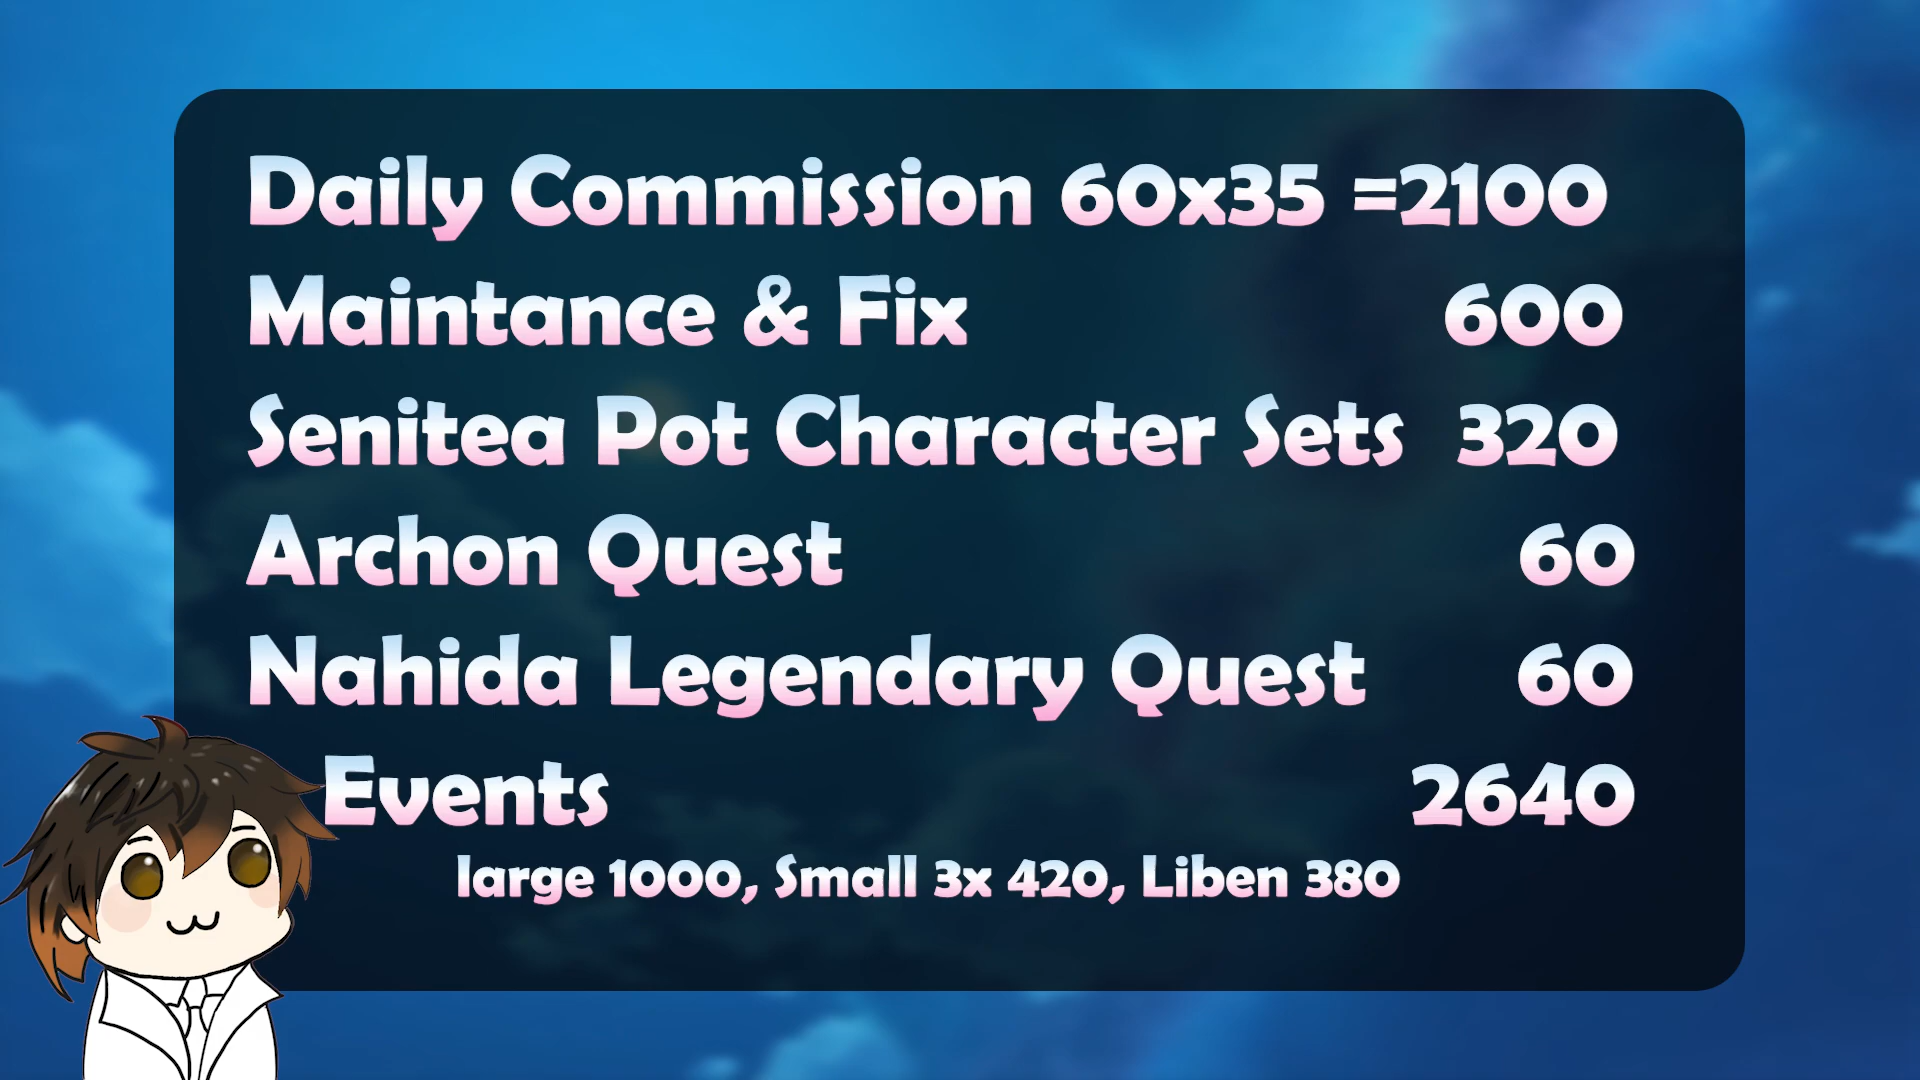 Daily Commission 60x35 =2100
Maintance & Fix 600
Senitea Pot Character Sets 320
Archon Quest 60
Nahida Legendary Quest 60
Events 2640
large 1000, Small 3x 420, Liben 380